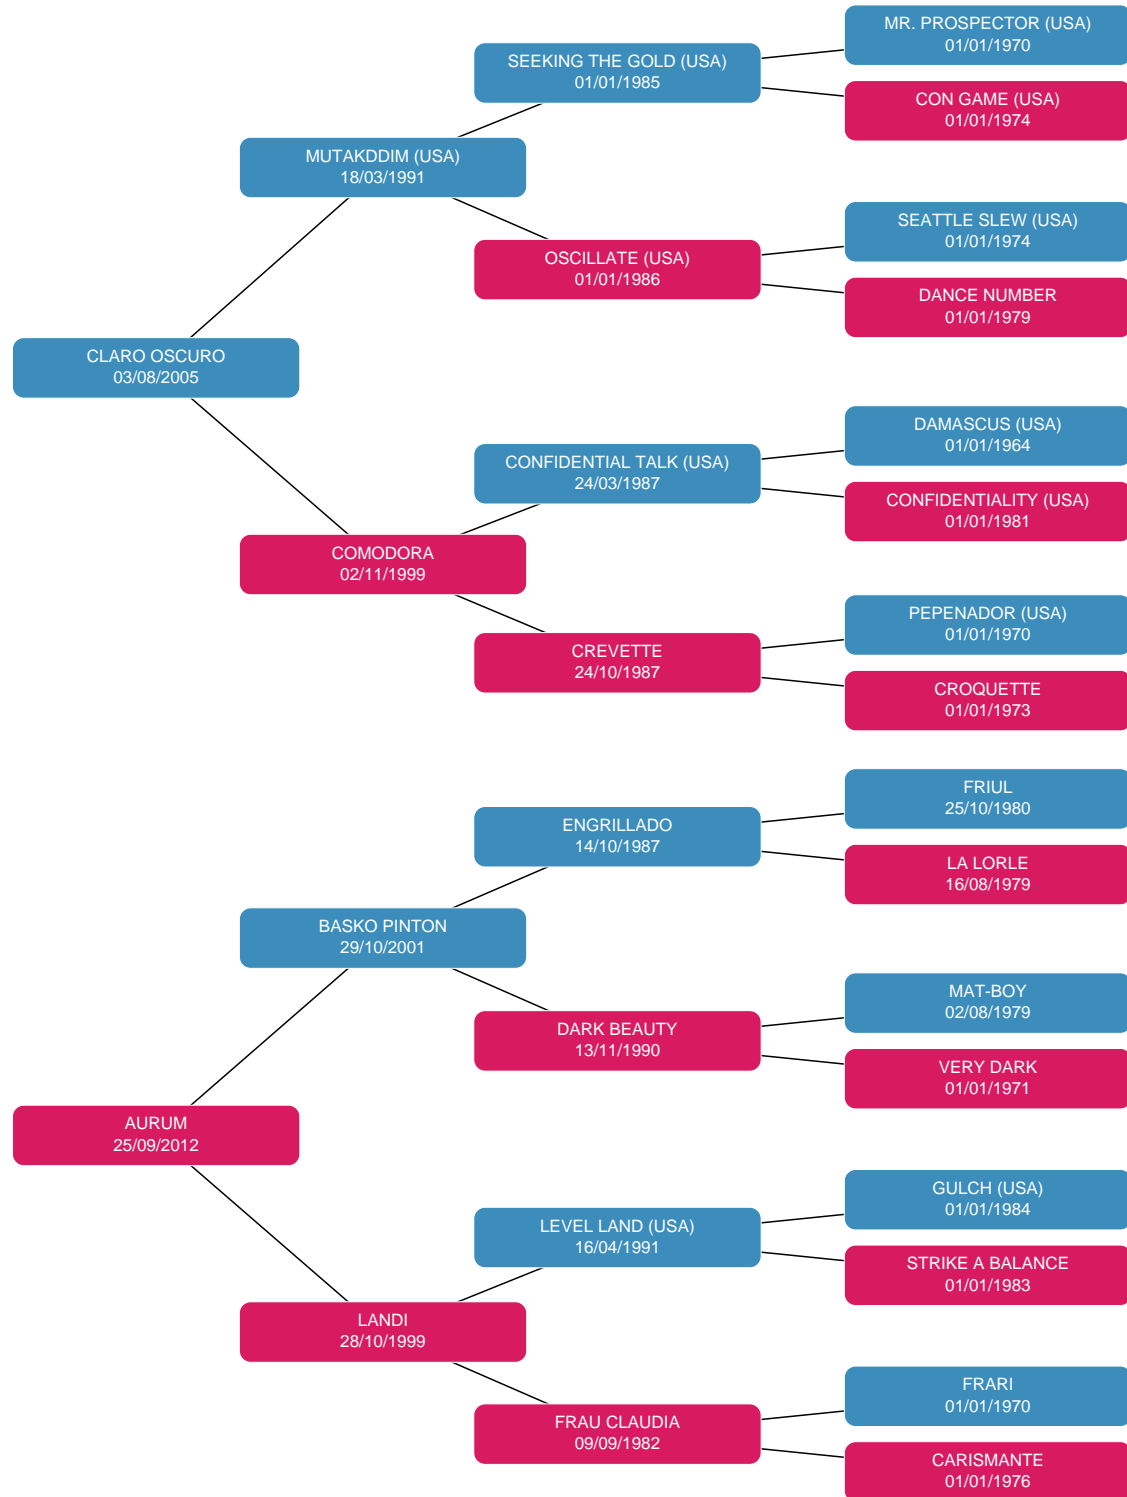 MR. PROSPECTOR (USA)
01/01/1970
SEEKING THE GOLD (USA)
01/01/1985
CON GAME (USA)
01/01/1974
MUTAKDDIM (USA)
18/03/1991
SEATTLE SLEW (USA)
01/01/1974
OSCILLATE (USA)
01/01/1986
DANCE NUMBER
01/01/1979
CLARO OSCURO
03/08/2005
DAMASCUS (USA)
01/01/1964
CONFIDENTIAL TALK (USA)
24/03/1987
CONFIDENTIALITY (USA)
01/01/1981
COMODORA
02/11/1999
PEPENADOR (USA)
01/01/1970
CREVETTE
24/10/1987
CROQUETTE
01/01/1973
FRIUL
25/10/1980
ENGRILLADO
14/10/1987
LA LORLE
16/08/1979
BASKO PINTON
29/10/2001
MAT-BOY
02/08/1979
DARK BEAUTY
13/11/1990
VERY DARK
01/01/1971
AURUM
25/09/2012
GULCH (USA)
01/01/1984
LEVEL LAND (USA)
16/04/1991
STRIKE A BALANCE
01/01/1983
LANDI
28/10/1999
FRARI
01/01/1970
FRAU CLAUDIA
09/09/1982
CARISMANTE
01/01/1976